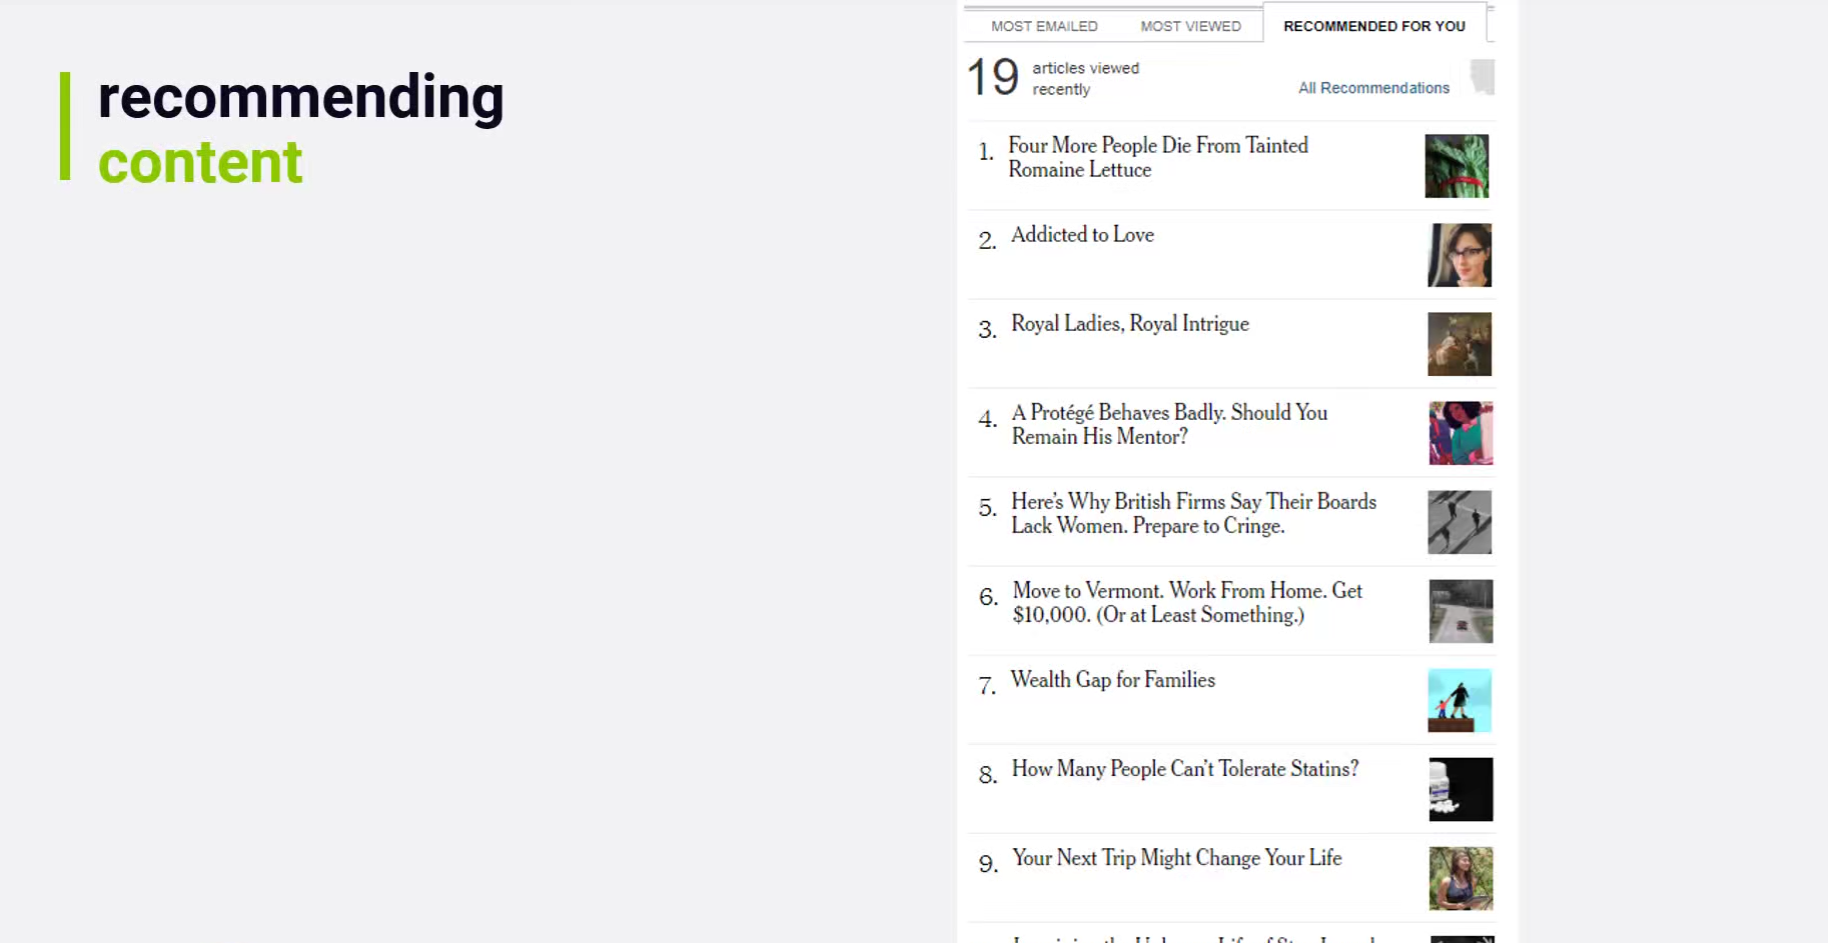 recommending
content
MOST EMAILED MOST VIEWED RECOMMENDED FOR YOU
19 articles viewed
recently
All Recommendations
1. Four More People Die From Tainted
Romaine Lettuce
2. Addicted to Love
3. Royal Ladies, Royal Intrigue
4. A Protégé Behaves Badly. Should You
Remain His Mentor?
5. Here’s Why British Firms Say Their Boards
Lack Women. Prepare to Cringe.
6. Move to Vermont. Work From Home. Get
$10,000. (Or at Least Something.)
7. Wealth Gap for Families
8. How Many People Can’t Tolerate Statins?
9. Your Next Trip Might Change Your Life